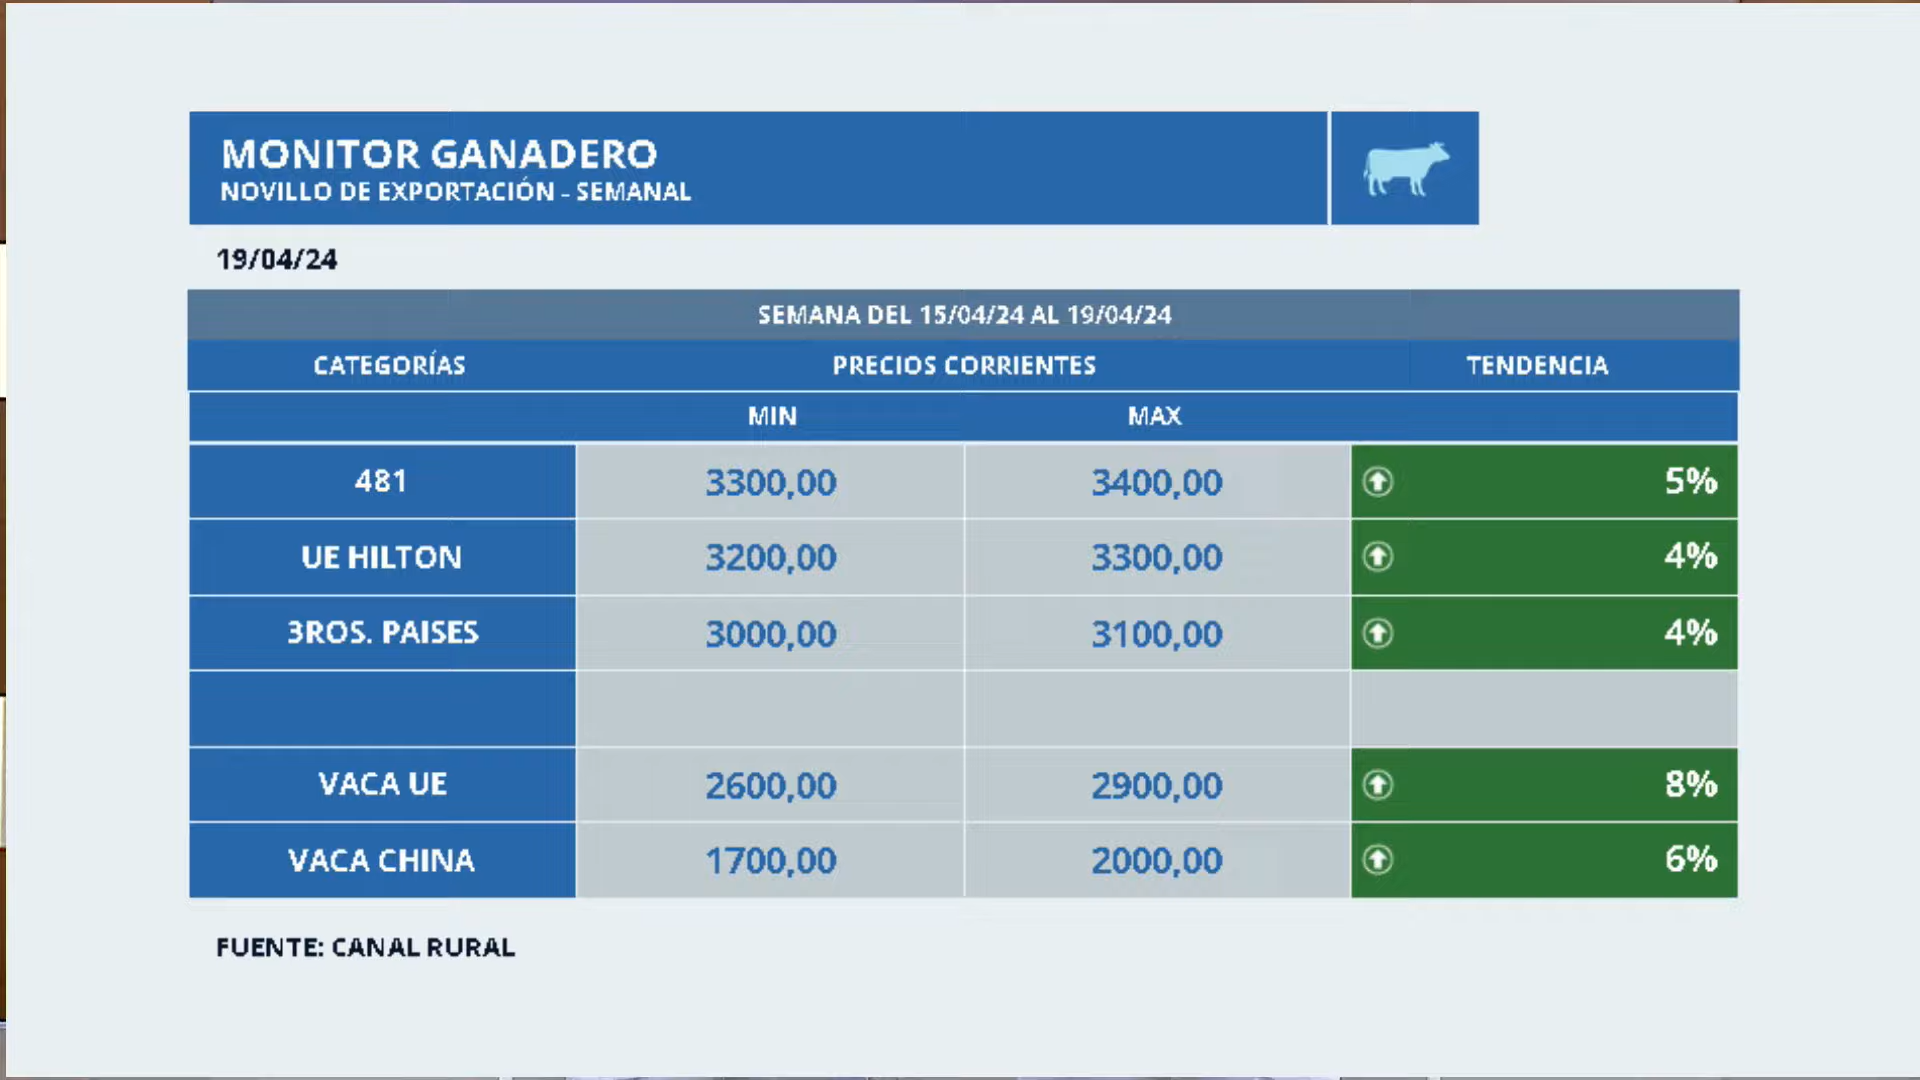 MONITOR GANADERO
NOVILLO DE EXPORTACIÓN - SEMANAL
19/04/24
SEMANA DEL 15/04/24 AL 19/04/24
CATEGORÍAS PRECIOS CORRIENTES TENDENCIA
MIN MAX
481 3300,00 3400,00 5%
UE HILTON 3200,00 3300,00 4%
3ROS. PAISES 3000,00 3100,00 4%
VACA UE 2600,00 2900,00 8%
VACA CHINA 1700,00 2000,00 6%
FUENTE: CANAL RURAL